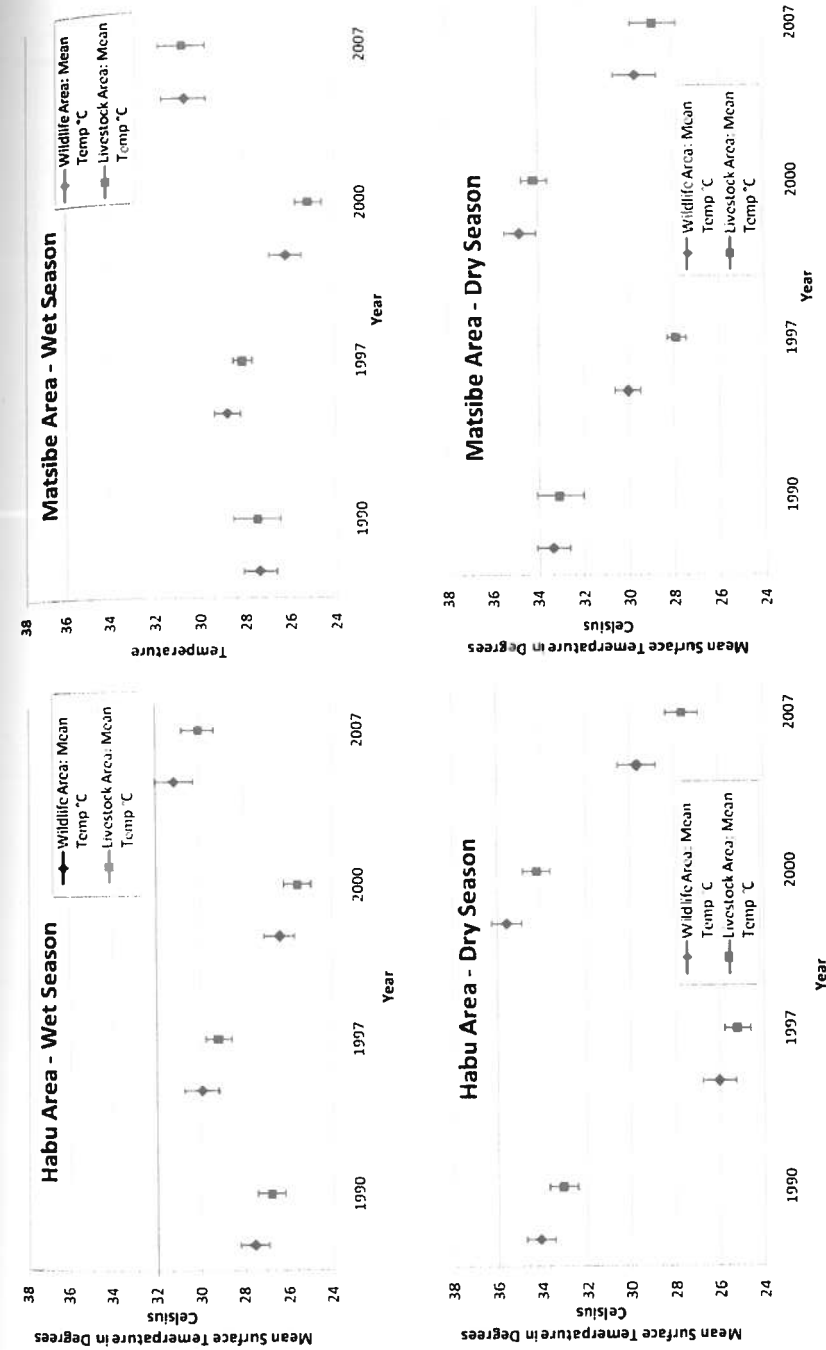 Habu Area - Wet Season
Mean Surface Temerpature in Degrees
Celsius
38
36
34
32
30
28
26
24
1990
1997
2000
2007
Year
Wildlife Area: Mean
Temp °C
Livestock Area: Mean
Temp °C
Matsibe Area - Wet Season
Temperature
38
36
34
32
30
28
26
24
1990
1997
2000
2007
Year
Wildlife Area: Mean
Temp °C
Livestock Area: Mean
Temp °C
Habu Area - Dry Season
Mean Surface Temerpature in Degrees
Celsius
38
36
34
32
30
28
26
24
1990
1997
2000
2007
Year
Wildlife Area: Mean
Temp °C
Livestock Area: Mean
Temp °C
Matsibe Area - Dry Season
Mean Surface Temerpature in Degrees
Celsius
38
36
34
32
30
28
26
24
1990
1997
2000
2007
Year
Wildlife Area: Mean
Temp °C
Livestock Area: Mean
Temp °C